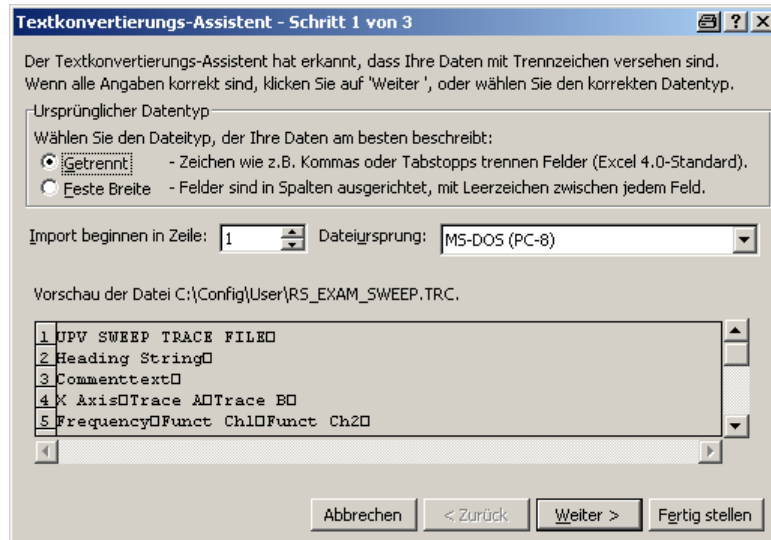 Textkonvertierungs-Assistent - Schritt 1 von 3
Der Textkonvertierungs-Assistent hat erkannt, dass Ihre Daten mit Trennzeichen versehen sind.
Wenn alle Angaben korrekt sind, klicken Sie auf 'Weiter ', oder wählen Sie den korrekten Datentyp.
Ursprünglicher Datentyp
Wählen Sie den Dateityp, der Ihre Daten am besten beschreibt:
Getrennt - Zeichen wie z.B. Kommas oder Tabstopps trennen Felder (Excel 4.0-Standard).
Feste Breite - Felder sind in Spalten ausgerichtet, mit Leerzeichen zwischen jedem Feld.
Import beginnen in Zeile: 1 Dateiursprung: MS-DOS (PC-8)
Vorschau der Datei C:\Config\User\RS_EXAM_SWEEP.TRC.
1 UPV SWEEP TRACE FILE□
2 Heading String□
3 Commenttext□
4 X Axis□Trace A□Trace B□
5 Frequency□Funct Ch1□Funct Ch2□
Abbrechen < Zurück Weiter > Fertig stellen